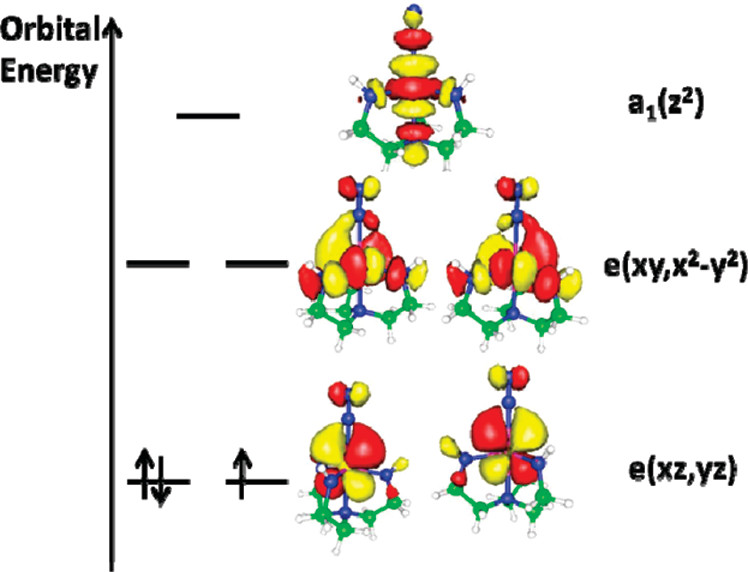 Orbital
Energy
a₁(z²)
e(xy,x²-y²)
e(xz,yz)